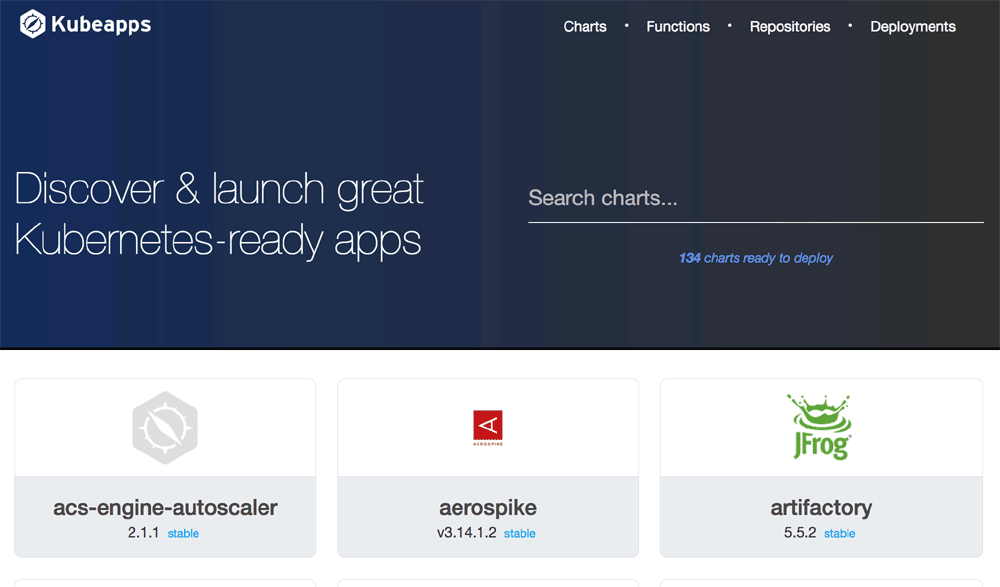 Kubeapps
Charts • Functions • Repositories • Deployments
Discover & launch great
Kubernetes-ready apps
Search charts...
134 charts ready to deploy
acs-engine-autoscaler
2.1.1 stable
AEROSPIKE
aerospike
v3.14.1.2 stable
JFrog
artifactory
5.5.2 stable